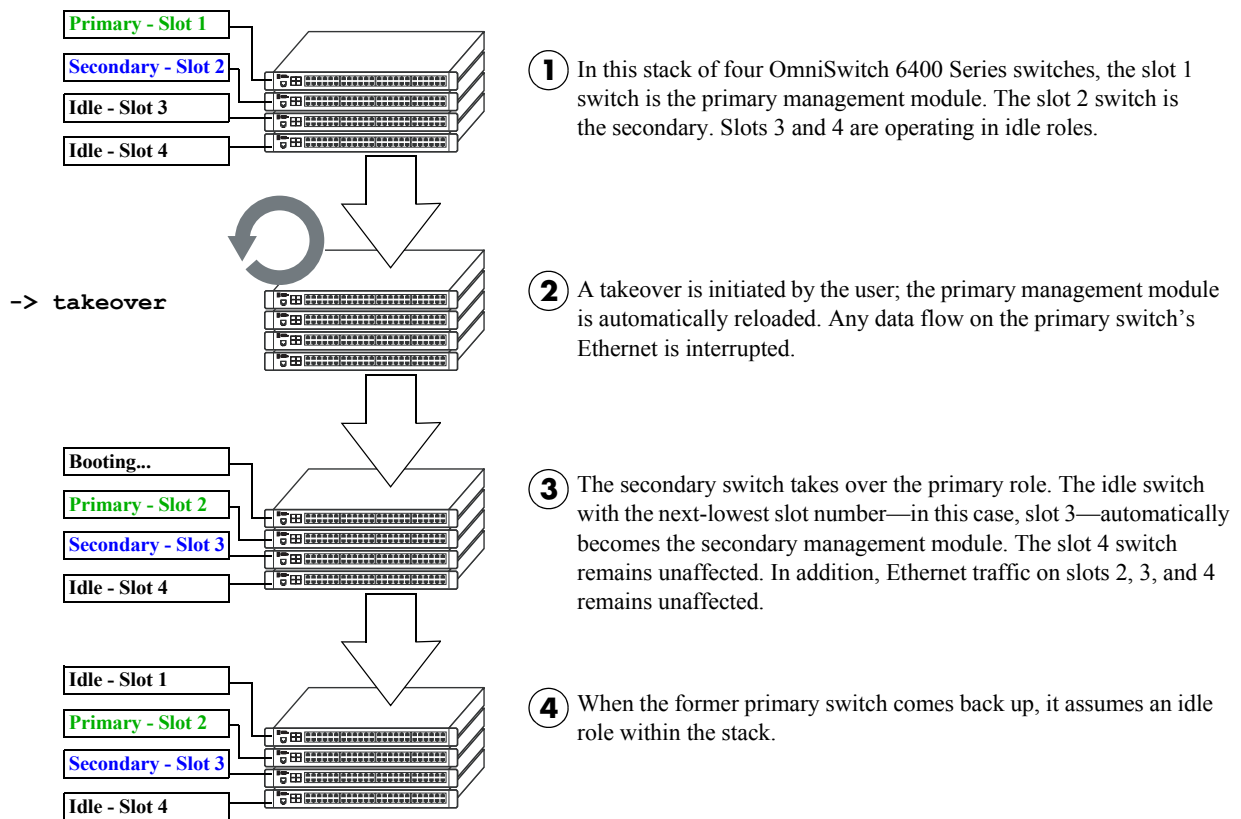 Primary - Slot 1
Secondary - Slot 2
Idle - Slot 3
Idle - Slot 4
1 In this stack of four OmniSwitch 6400 Series switches, the slot 1
switch is the primary management module. The slot 2 switch is
the secondary. Slots 3 and 4 are operating in idle roles.
-> takeover
2 A takeover is initiated by the user; the primary management module
is automatically reloaded. Any data flow on the primary switch’s
Ethernet is interrupted.
Booting...
Primary - Slot 2
Secondary - Slot 3
Idle - Slot 4
3 The secondary switch takes over the primary role. The idle switch
with the next-lowest slot number—in this case, slot 3—automatically
becomes the secondary management module. The slot 4 switch
remains unaffected. In addition, Ethernet traffic on slots 2, 3, and 4
remains unaffected.
Idle - Slot 1
Primary - Slot 2
Secondary - Slot 3
Idle - Slot 4
4 When the former primary switch comes back up, it assumes an idle
role within the stack.